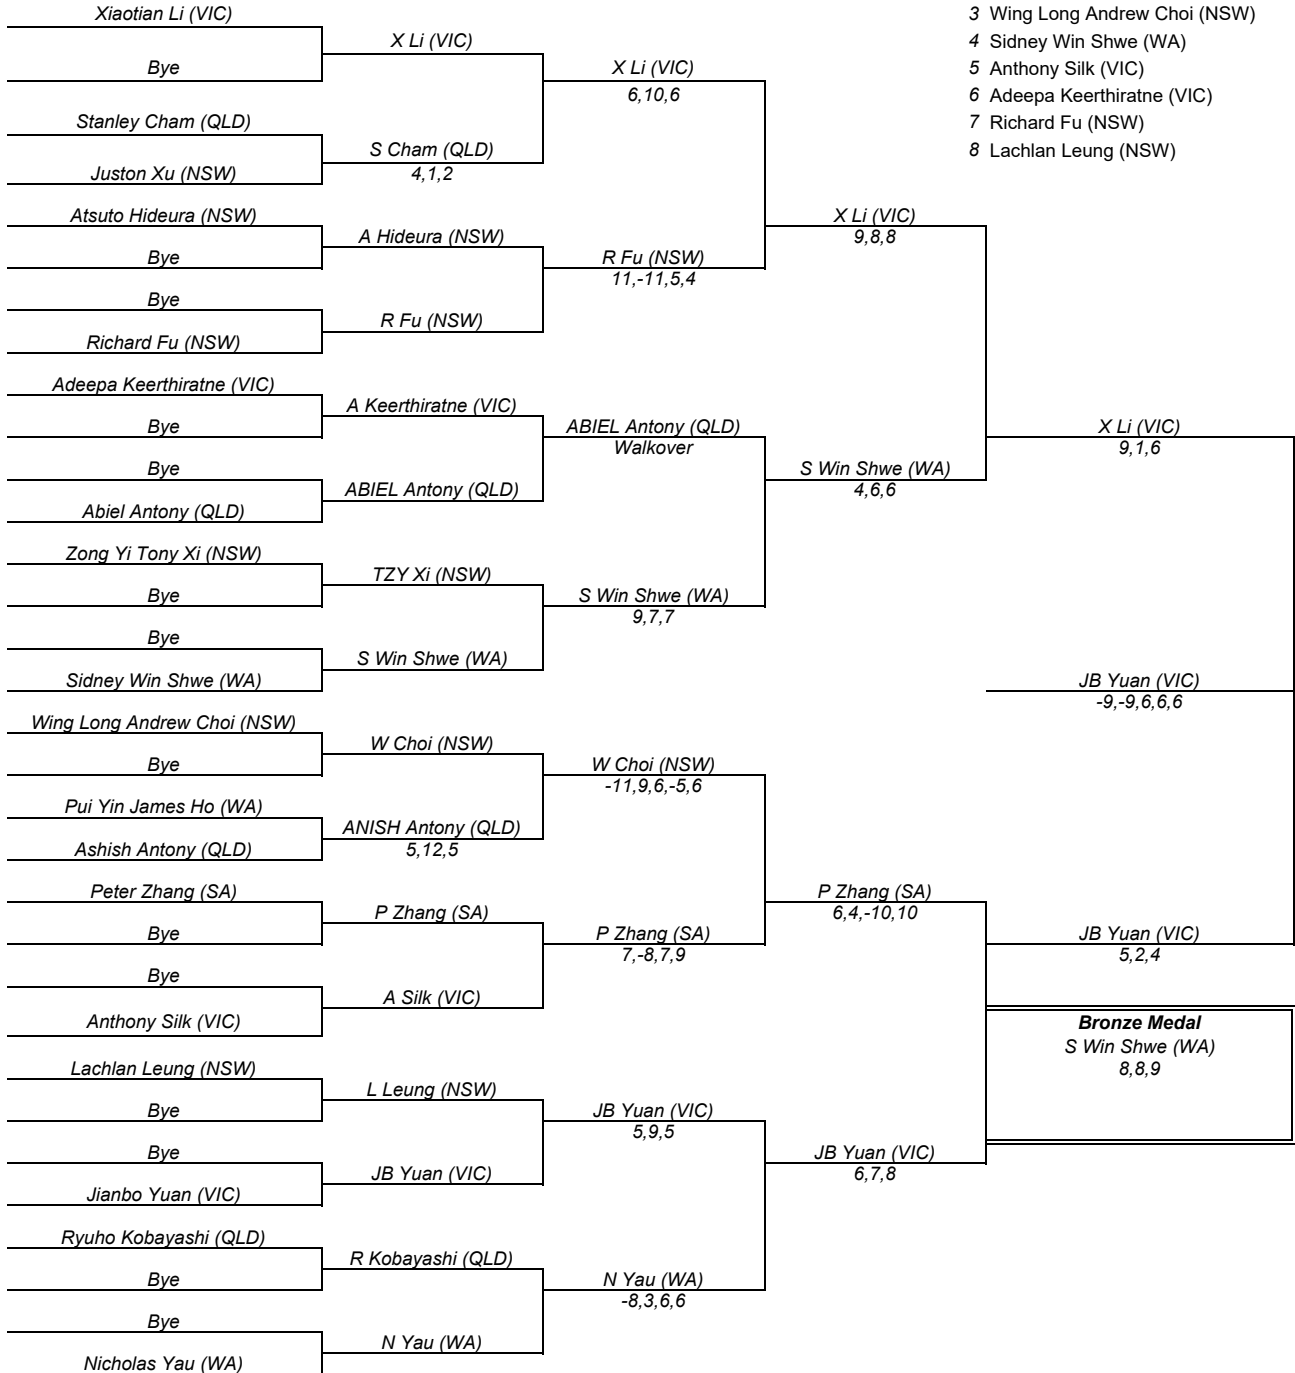 Xiaotian Li (VIC)
Bye
Stanley Cham (QLD)
Juston Xu (NSW)
Atsuto Hideura (NSW)
Bye
Bye
Richard Fu (NSW)
Adeepa Keerthiratne (VIC)
Bye
Bye
Abiel Antony (QLD)
Zong Yi Tony Xi (NSW)
Bye
Bye
Sidney Win Shwe (WA)
Wing Long Andrew Choi (NSW)
Bye
Pui Yin James Ho (WA)
Ashish Antony (QLD)
Peter Zhang (SA)
Bye
Bye
Anthony Silk (VIC)
Lachlan Leung (NSW)
Bye
Bye
Jianbo Yuan (VIC)
Ryuho Kobayashi (QLD)
Bye
Bye
Nicholas Yau (WA)
X Li (VIC)
S Cham (QLD)
4,1,2
A Hideura (NSW)
R Fu (NSW)
A Keerthiratne (VIC)
ABIEL Antony (QLD)
TZY Xi (NSW)
S Win Shwe (WA)
W Choi (NSW)
ANISH Antony (QLD)
5,12,5
P Zhang (SA)
A Silk (VIC)
L Leung (NSW)
JB Yuan (VIC)
R Kobayashi (QLD)
N Yau (WA)
X Li (VIC)
6,10,6
R Fu (NSW)
11,-11,5,4
ABIEL Antony (QLD)
Walkover
S Win Shwe (WA)
9,7,7
W Choi (NSW)
-11,9,6,-5,6
P Zhang (SA)
7,-8,7,9
JB Yuan (VIC)
5,9,5
N Yau (WA)
-8,3,6,6
X Li (VIC)
9,8,8
S Win Shwe (WA)
4,6,6
P Zhang (SA)
6,4,-10,10
JB Yuan (VIC)
6,7,8
3 Wing Long Andrew Choi (NSW)
4 Sidney Win Shwe (WA)
5 Anthony Silk (VIC)
6 Adeepa Keerthiratne (VIC)
7 Richard Fu (NSW)
8 Lachlan Leung (NSW)
X Li (VIC)
9,1,6
JB Yuan (VIC)
-9,-9,6,6,6
JB Yuan (VIC)
5,2,4
Bronze Medal
S Win Shwe (WA)
8,8,9